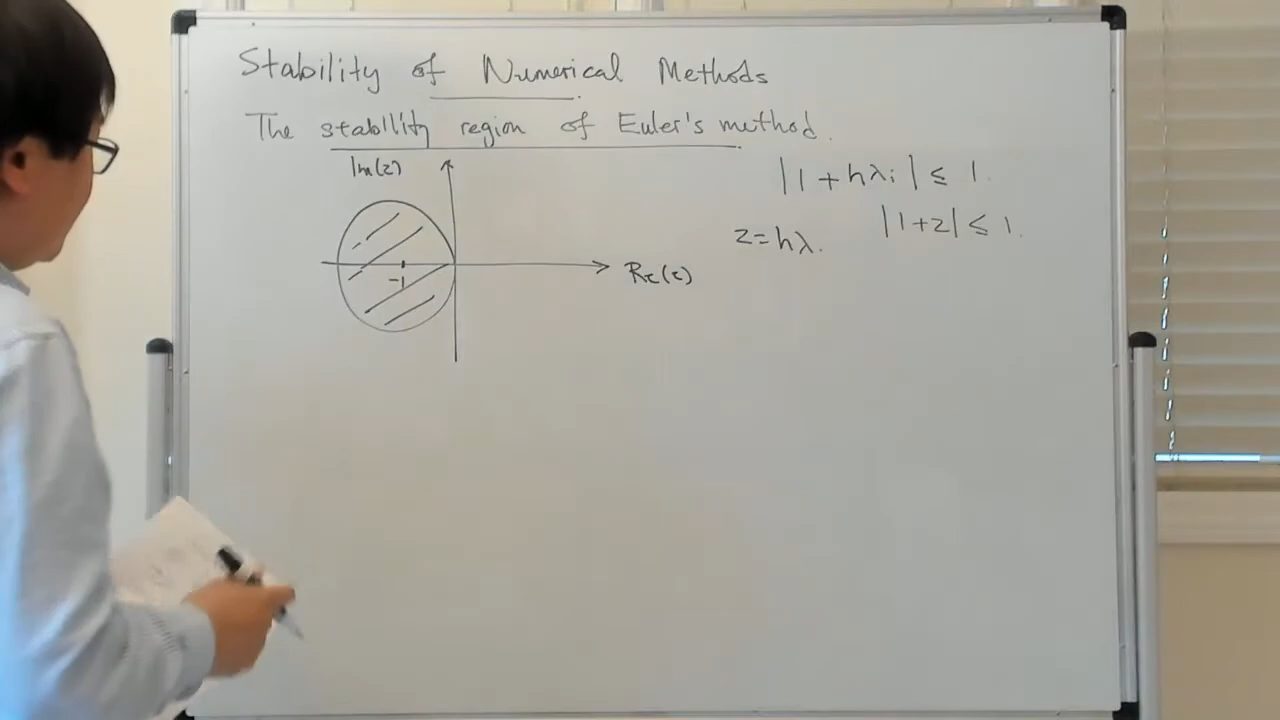 Stability of Numerical Methods
The stability region of Euler's method.
Im(z)
|1 + hλi| ≤ 1.
z=hλ.
|1+z| ≤ 1.
Re(z)
-1